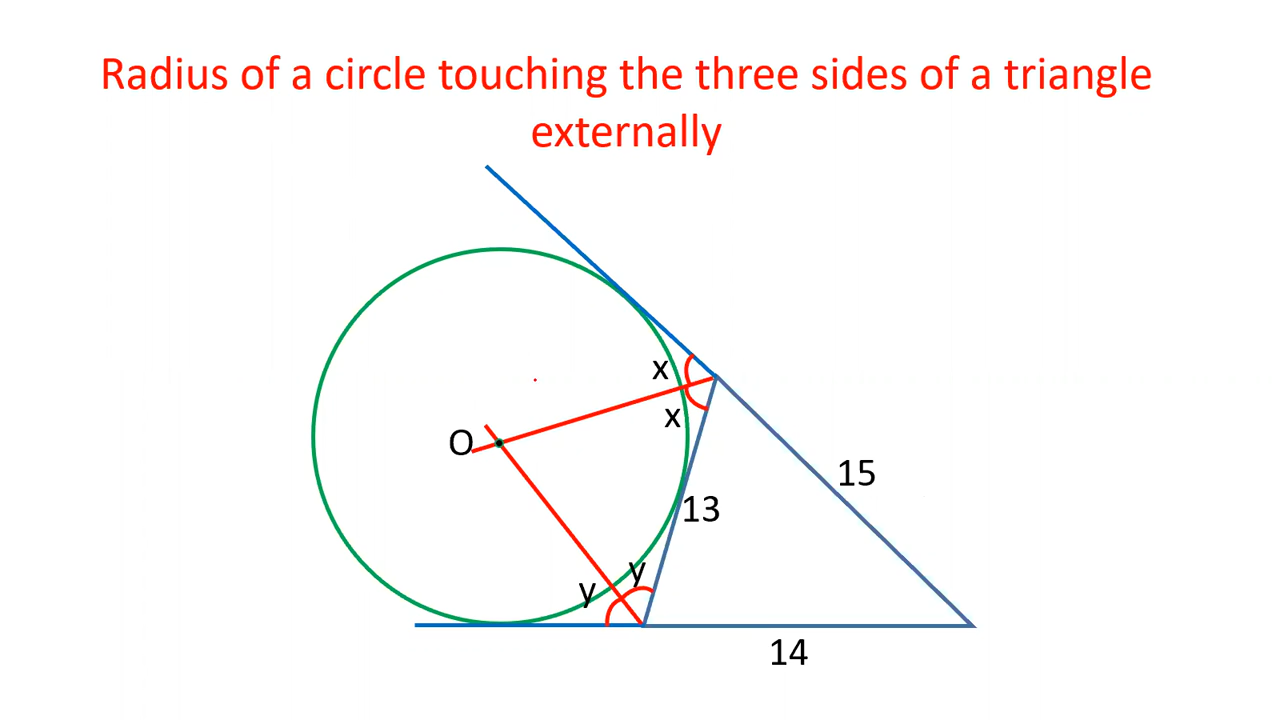 Radius of a circle touching the three sides of a triangle
externally
x
x
O
15
13
y
y
14